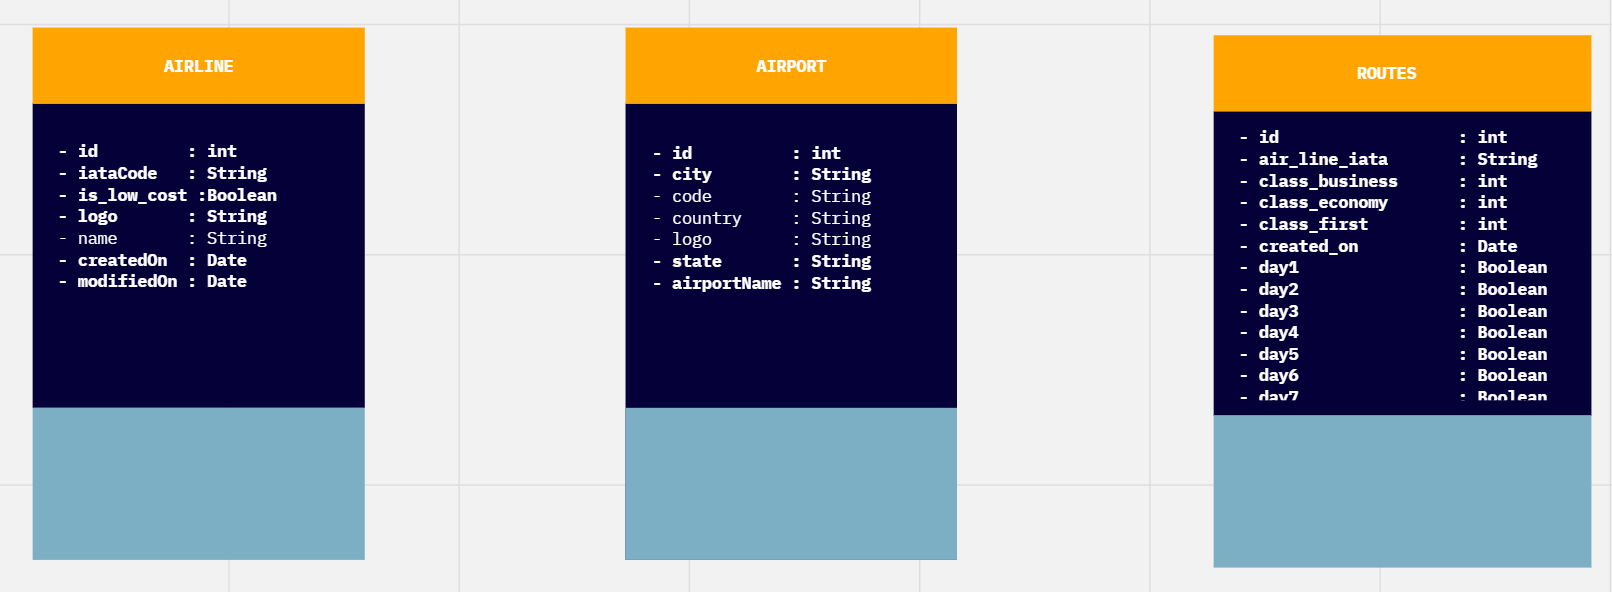 AIRLINE
- id : int
- iataCode : String
- is_low_cost :Boolean
- logo : String
- name : String
- createdOn : Date
- modifiedOn : Date
AIRPORT
- id : int
- city : String
- code : String
- country : String
- logo : String
- state : String
- airportName : String
ROUTES
- id : int
- air_line_iata : String
- class_business : int
- class_economy : int
- class_first : int
- created_on : Date
- day1 : Boolean
- day2 : Boolean
- day3 : Boolean
- day4 : Boolean
- day5 : Boolean
- day6 : Boolean
- day7 : Boolean